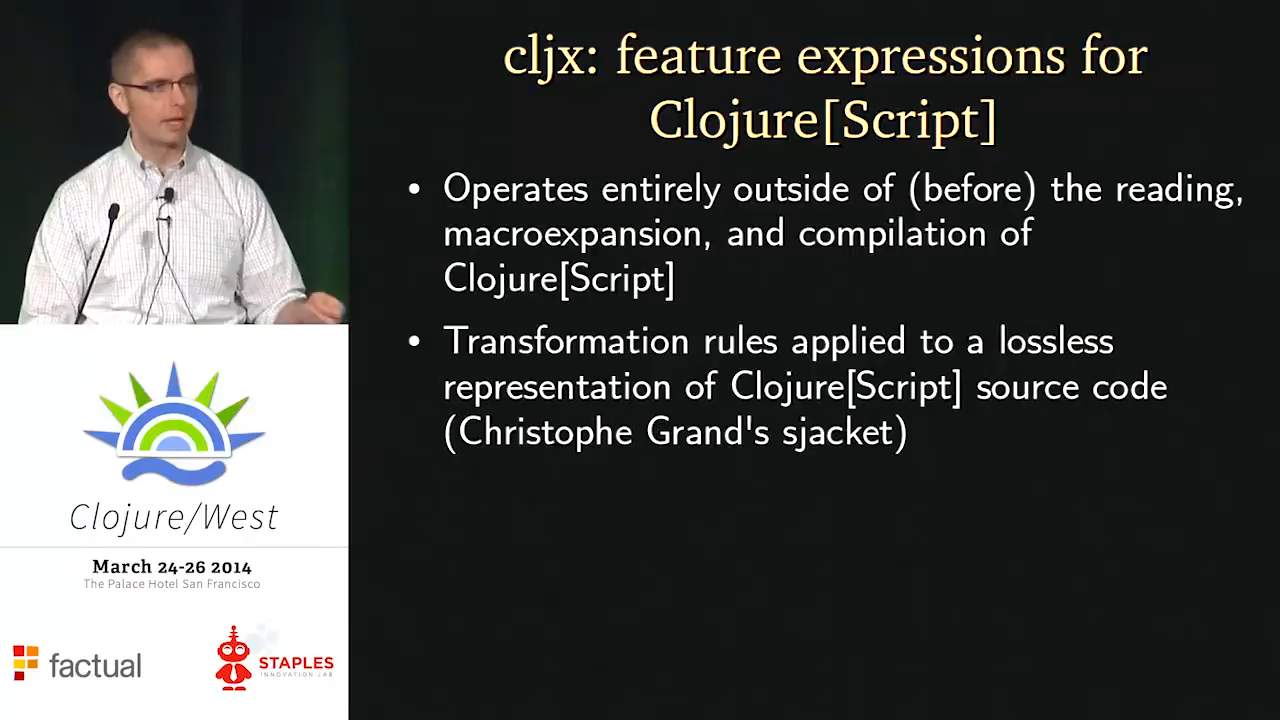 cljx: feature expressions for
Clojure[Script]
• Operates entirely outside of (before) the reading,
macroexpansion, and compilation of
Clojure[Script]
• Transformation rules applied to a lossless
representation of Clojure[Script] source code
(Christophe Grand's sjacket)
Clojure/West
March 24-26 2014
The Palace Hotel San Francisco
factual
STAPLES
INNOVATION LAB